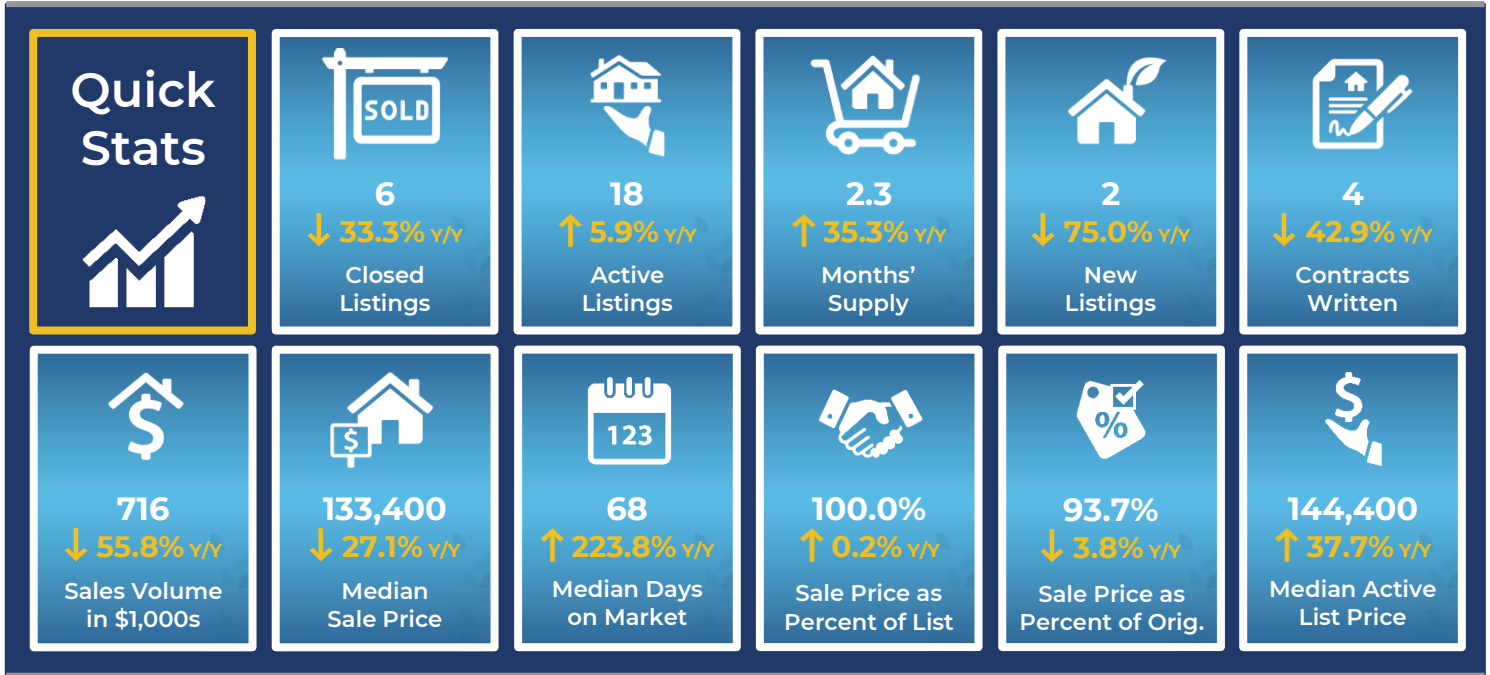 Quick
Stats
SOLD
6
↓ 33.3% Y/Y
Closed
Listings
18
↑ 5.9% Y/Y
Active
Listings
2.3
↑ 35.3% Y/Y
Months’
Supply
2
↓ 75.0% Y/Y
New
Listings
4
↓ 42.9% Y/Y
Contracts
Written
$
716
↓ 55.8% Y/Y
Sales Volume
in $1,000s
$
133,400
↓ 27.1% Y/Y
Median
Sale Price
123
68
↑ 223.8% Y/Y
Median Days
on Market
100.0%
↑ 0.2% Y/Y
Sale Price as
Percent of List
%
93.7%
↓ 3.8% Y/Y
Sale Price as
Percent of Orig.
$
144,400
↑ 37.7% Y/Y
Median Active
List Price